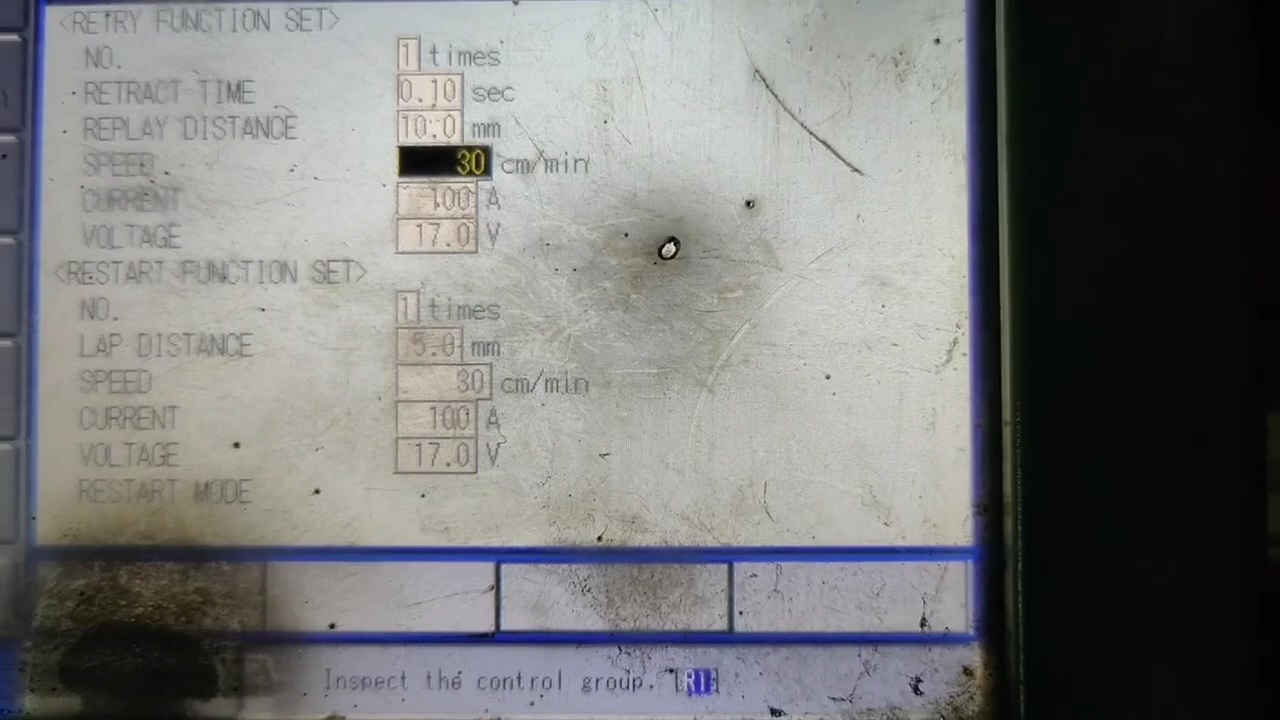 <RETRY FUNCTION SET>
NO. 1 times
RETRACT TIME 0.10 sec
REPLAY DISTANCE 10.0 mm
SPEED 30 cm/min
CURRENT 100 A
VOLTAGE 17.0 V
<RESTART FUNCTION SET>
NO. 1 times
LAP DISTANCE 5.0 mm
SPEED 30 cm/min
CURRENT 100 A
VOLTAGE 17.0 V
RESTART MODE
Inspect the control group.